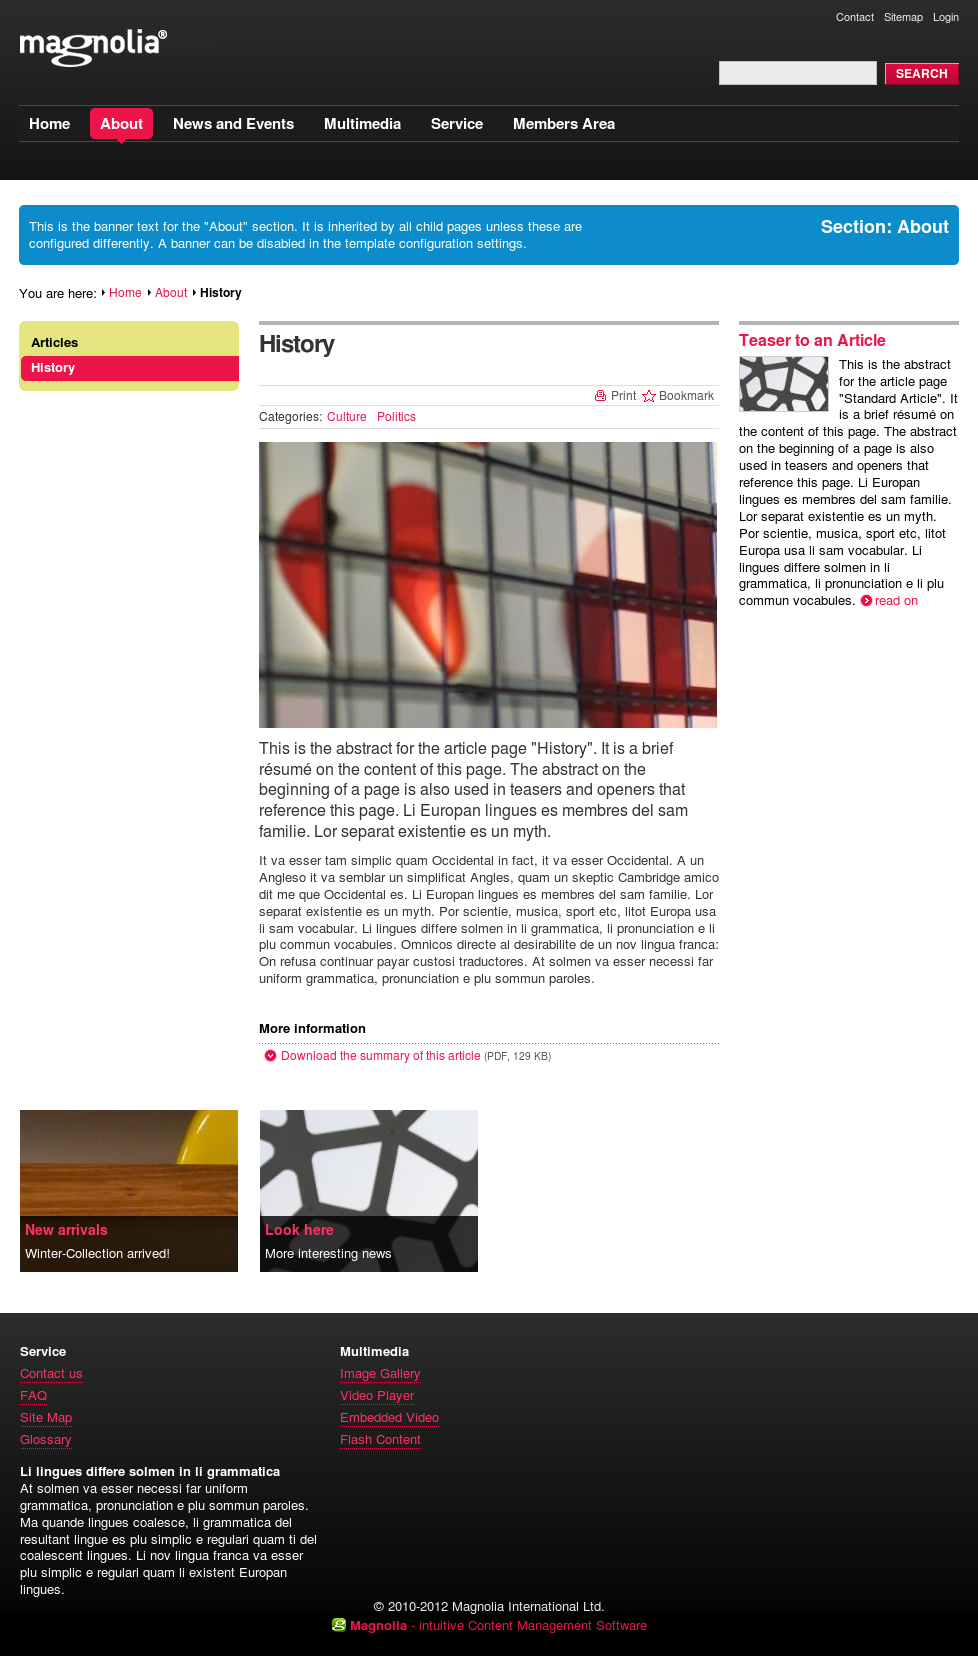 Contact Sitemap Login
magnolia®
SEARCH
Home About News and Events Multimedia Service Members Area
This is the banner text for the "About" section. It is inherited by all child pages unless these are
configured differently. A banner can be disabled in the template configuration settings.
Section: About
You are here: Home About History
Articles
History
History
Print Bookmark
Categories: Culture Politics
This is the abstract for the article page "History". It is a brief
résumé on the content of this page. The abstract on the
beginning of a page is also used in teasers and openers that
reference this page. Li Europan lingues es membres del sam
familie. Lor separat existentie es un myth.
It va esser tam simplic quam Occidental in fact, it va esser Occidental. A un
Angleso it va semblar un simplificat Angles, quam un skeptic Cambridge amico
dit me que Occidental es. Li Europan lingues es membres del sam familie. Lor
separat existentie es un myth. Por scientie, musica, sport etc, litot Europa usa
li sam vocabular. Li lingues differe solmen in li grammatica, li pronunciation e li
plu commun vocabules. Omnicos directe al desirabilite de un nov lingua franca:
On refusa continuar payar custosi traductores. At solmen va esser necessi far
uniform grammatica, pronunciation e plu sommun paroles.
More information
Download the summary of this article (PDF, 129 KB)
Teaser to an Article
This is the abstract
for the article page
"Standard Article". It
is a brief résumé on
the content of this page. The abstract
on the beginning of a page is also
used in teasers and openers that
reference this page. Li Europan
lingues es membres del sam familie.
Lor separat existentie es un myth.
Por scientie, musica, sport etc, litot
Europa usa li sam vocabular. Li
lingues differe solmen in li
grammatica, li pronunciation e li plu
commun vocabules. read on
New arrivals
Winter-Collection arrived!
Look here
More interesting news
Service
Contact us
FAQ
Site Map
Glossary
Multimedia
Image Gallery
Video Player
Embedded Video
Flash Content
Li lingues differe solmen in li grammatica
At solmen va esser necessi far uniform
grammatica, pronunciation e plu sommun paroles.
Ma quande lingues coalesce, li grammatica del
resultant lingue es plu simplic e regulari quam ti del
coalescent lingues. Li nov lingua franca va esser
plu simplic e regulari quam li existent Europan
lingues.
© 2010-2012 Magnolia International Ltd.
Magnolia - intuitive Content Management Software